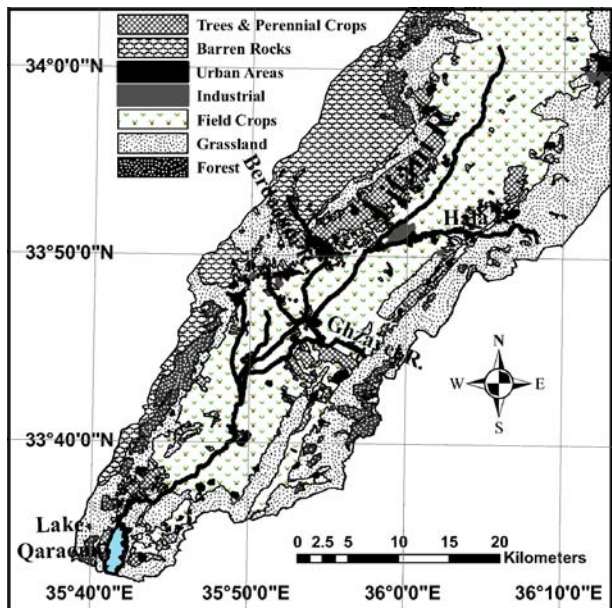 Trees & Perennial Crops
Barren Rocks
Urban Areas
Industrial
Field Crops
Grassland
Forest
34°0'0"N
33°50'0"N
33°40'0"N
Litani R.
Hala
Ghzayel R.
N
W
E
S
Lake
Qaraoun
0 2.5 5 10 15 20
Kilometers
35°40'0"E
35°50'0"E
36°0'0"E
36°10'0"E